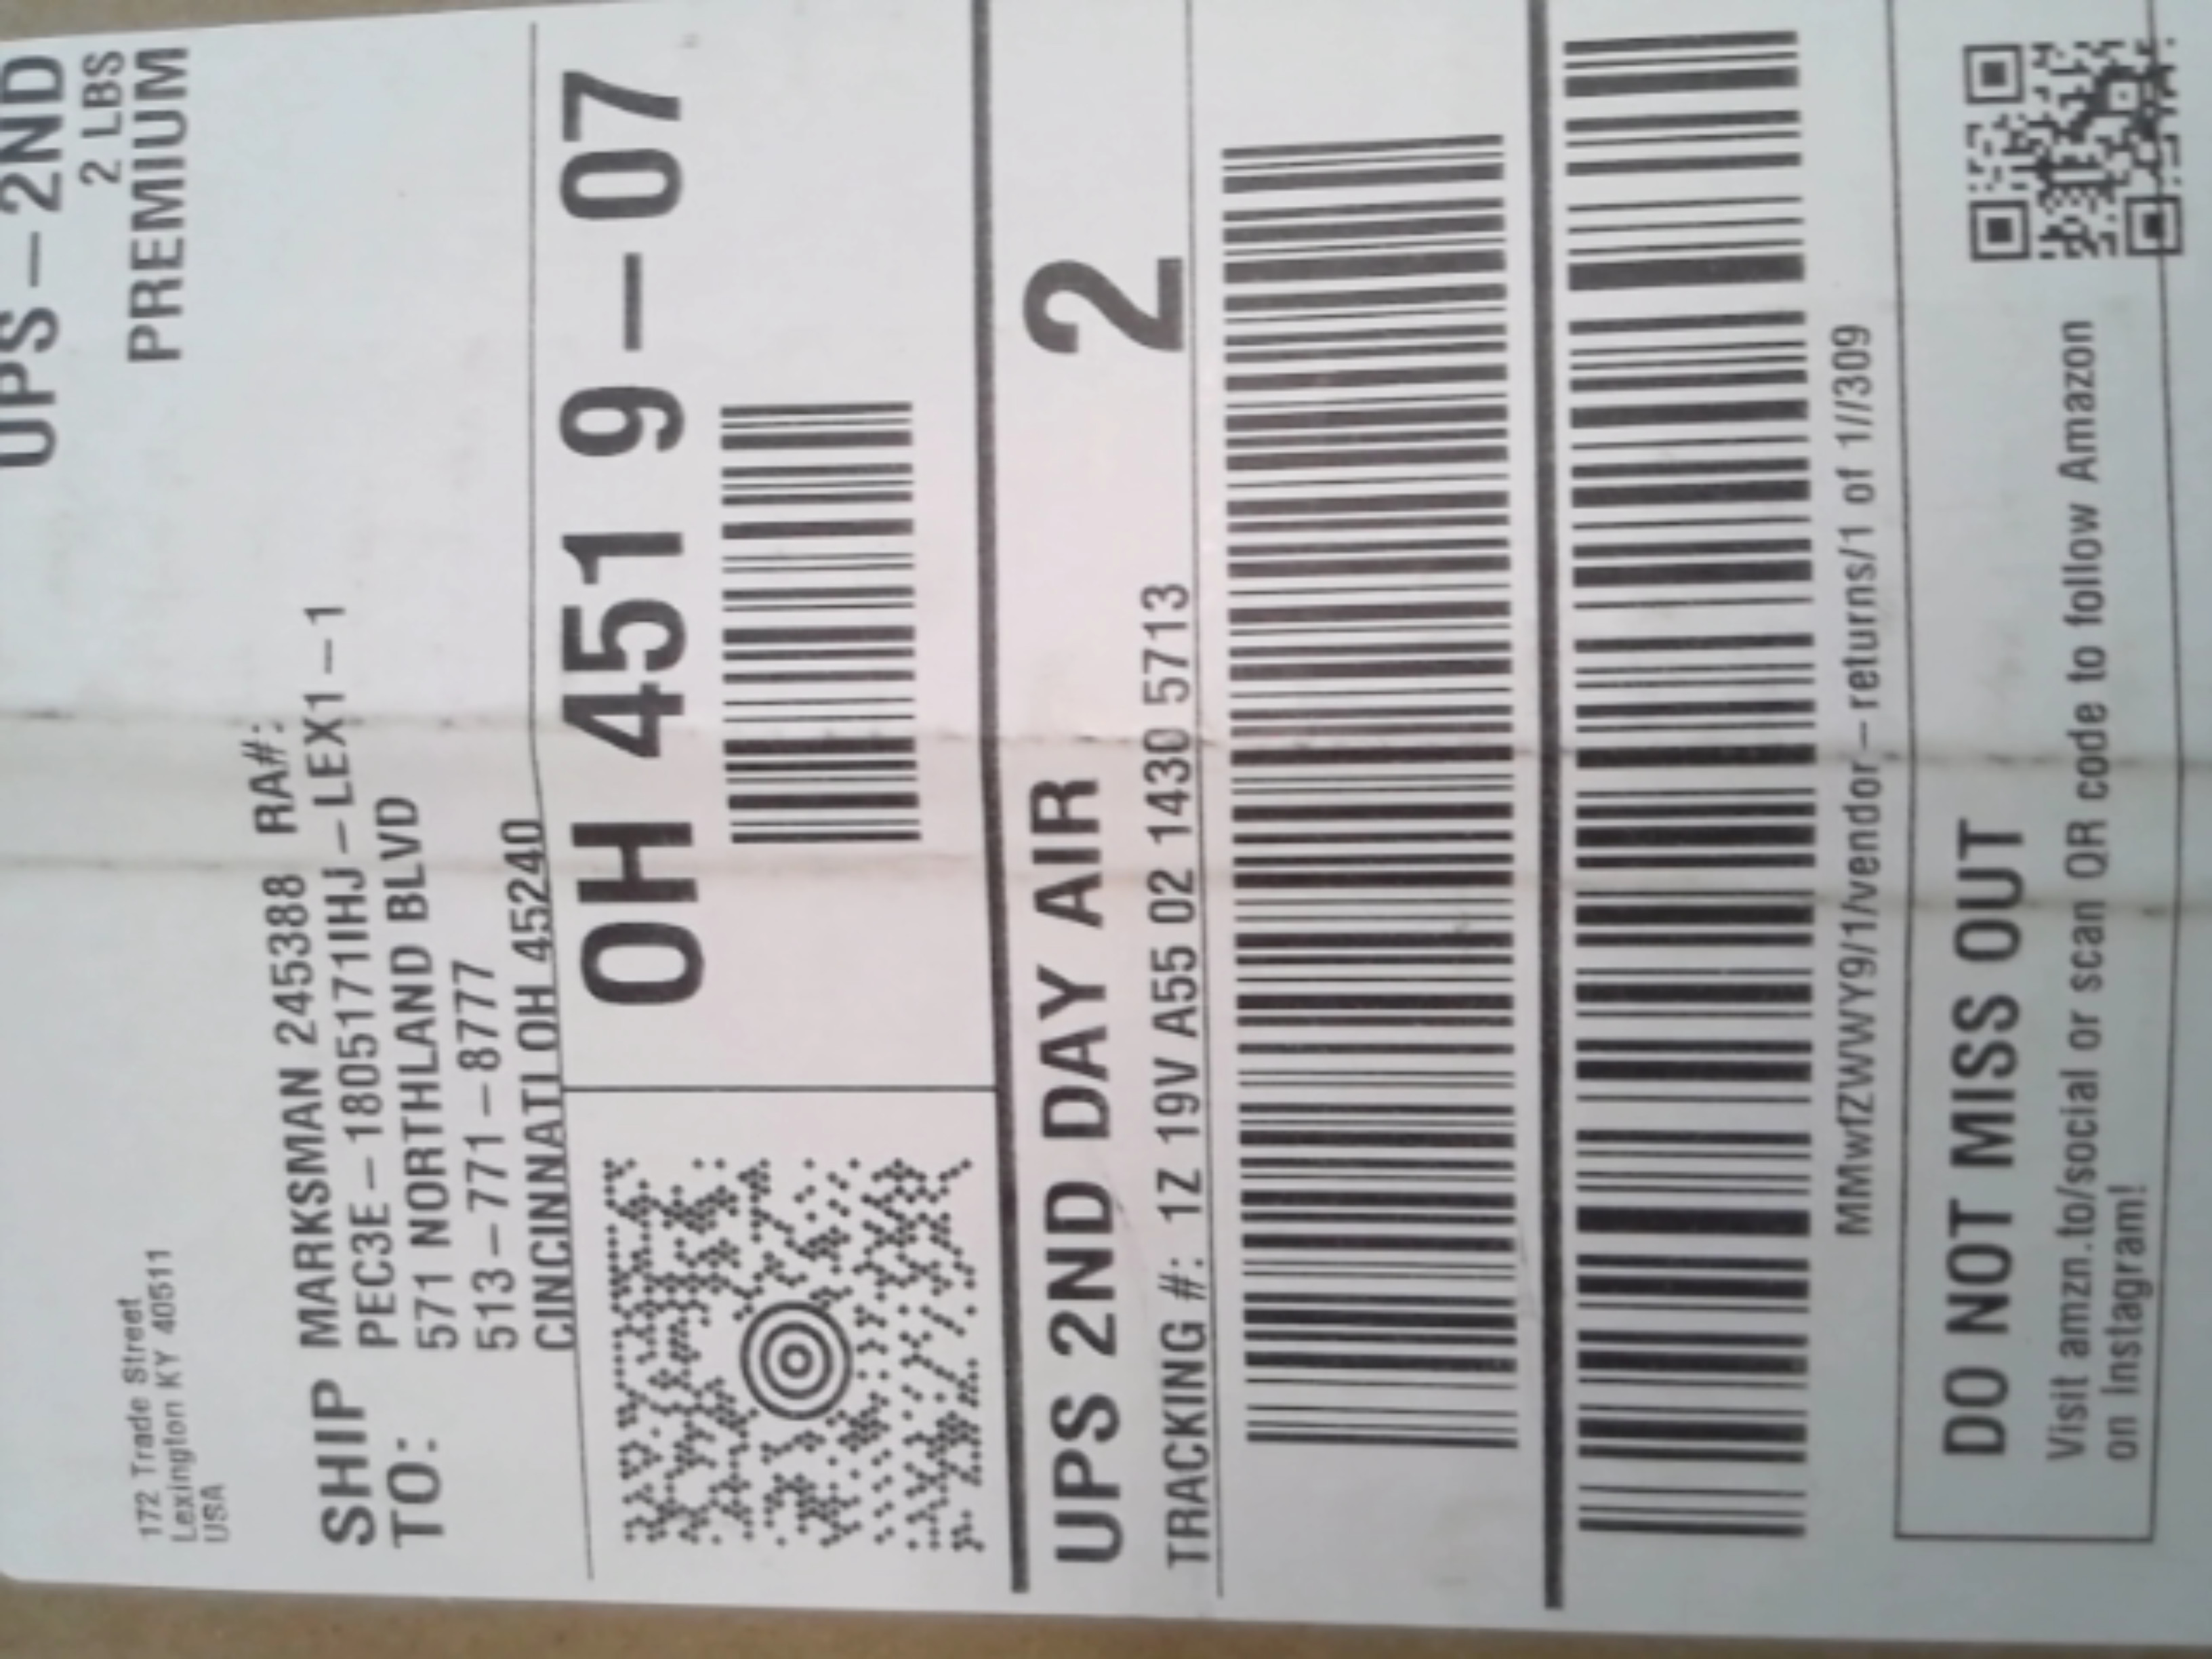 UPS-2ND
2 LBS
PREMIUM
172 Trade Street
Lexington KY 40511
USA
SHIP TO:
MARKSMAN 245388 RA#:
PEC3E-1805171IHJ-LEX1-1
571 NORTHLAND BLVD
513-771-8777
CINCINNATI OH 45240
OH 451 9-07
UPS 2ND DAY AIR
2
TRACKING #: 1Z 19V A55 02 1430 5713
MMwfZWWY9/1/vendor-returns/1 of 1//309
DO NOT MISS OUT
Visit amzn.to/social or scan QR code to follow Amazon
on Instagram!